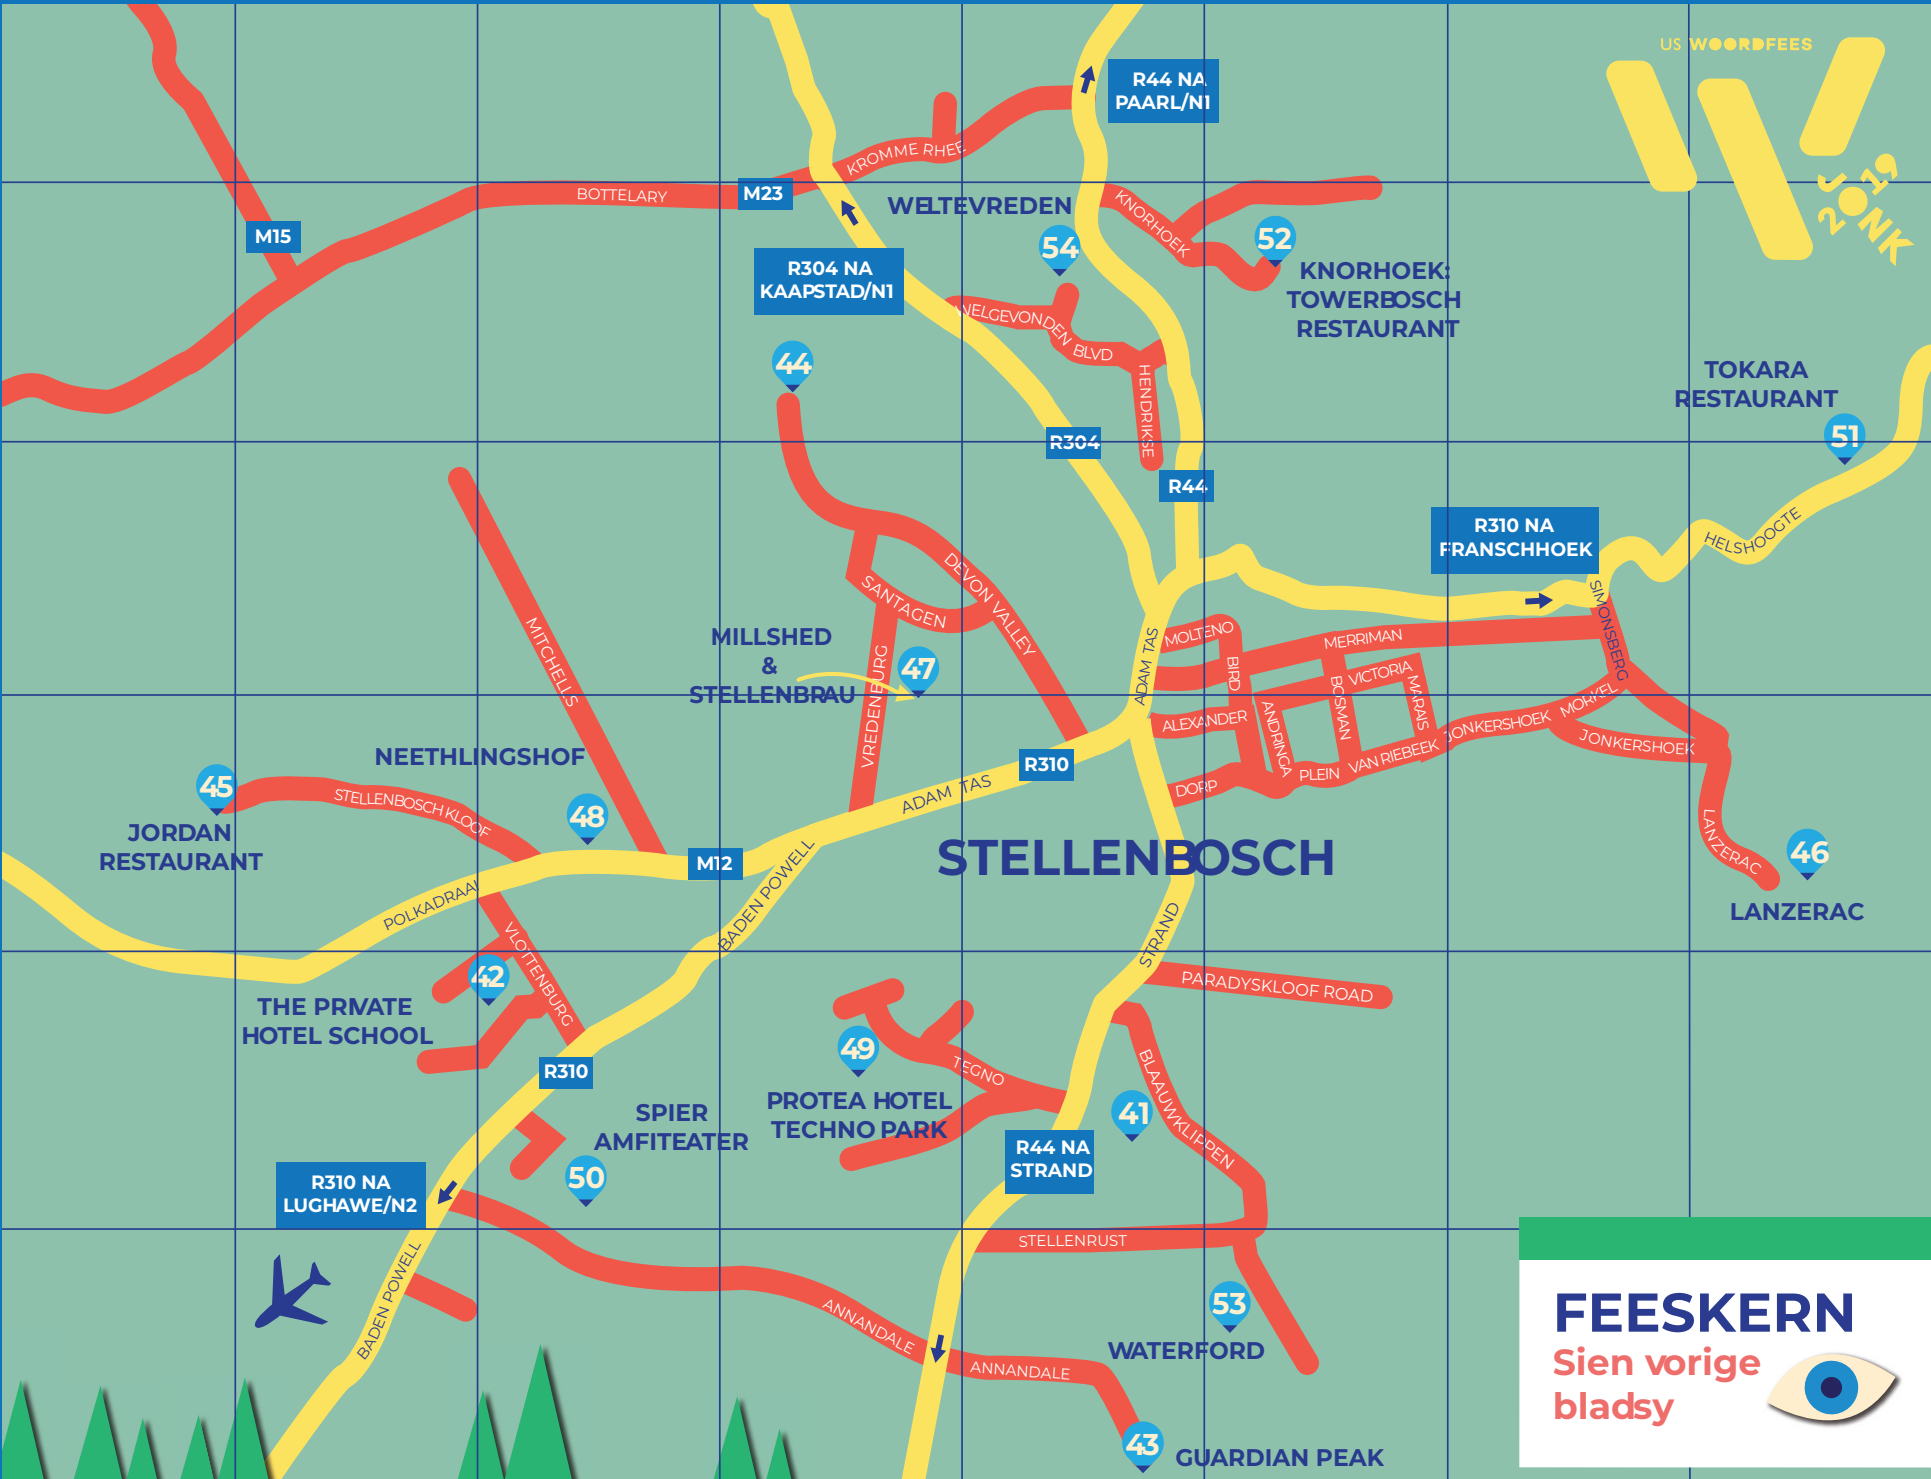 US WOORDFEES
JONK
2019
R44 NA
PAARL/N1
KROMME RHEE
BOTTELARY
M23
M15
WELTEVREDEN
54
KNORHOEK
52
KNORHOEK:
TOWERBOSCH
RESTAURANT
R304 NA
KAAPSTAD/N1
WELGEVONDEN BLVD
HENDRIKSE
44
TOKARA
RESTAURANT
51
R304
R44
R310 NA
FRANSCHHOEK
HELSHOOGTE
SIMONSBERG
MITCHELLS
SANTAGEN
DEVON VALLEY
MILLSHED
&
STELLENBRAU
47
VREDENBURG
ADAM TAS
MOLTENO
MERRIMAN
BIRD
VICTORIA
BOSMAN
MARAIS
ALEXANDER
ANDRINGA
JONKERSHOEK
MORKEL
JONKERSHOEK
DORP
PLEIN
VAN RIEBEEK
NEETHLINGSHOF
R310
45
STELLENBOSCH KLOOF
48
ADAM TAS
JORDAN
RESTAURANT
M12
BADEN POWELL
STELLENBOSCH
LANZERAC
46
LANZERAC
POLKADRAAI
VLOTTENBURG
STRAND
42
PARADYSKLOOF ROAD
THE PRIVATE
HOTEL SCHOOL
R310
49
TEGNO
BLAAUWKLIPPEN
PROTEA HOTEL
TECHNO PARK
41
SPIER
AMFITEATER
50
R44 NA
STRAND
R310 NA
LUGHAWE/N2
STELLENRUST
BADEN POWELL
53
WATERFORD
ANNANDALE
ANNANDALE
43
GUARDIAN PEAK
FEESKERN
Sien vorige
bladsy